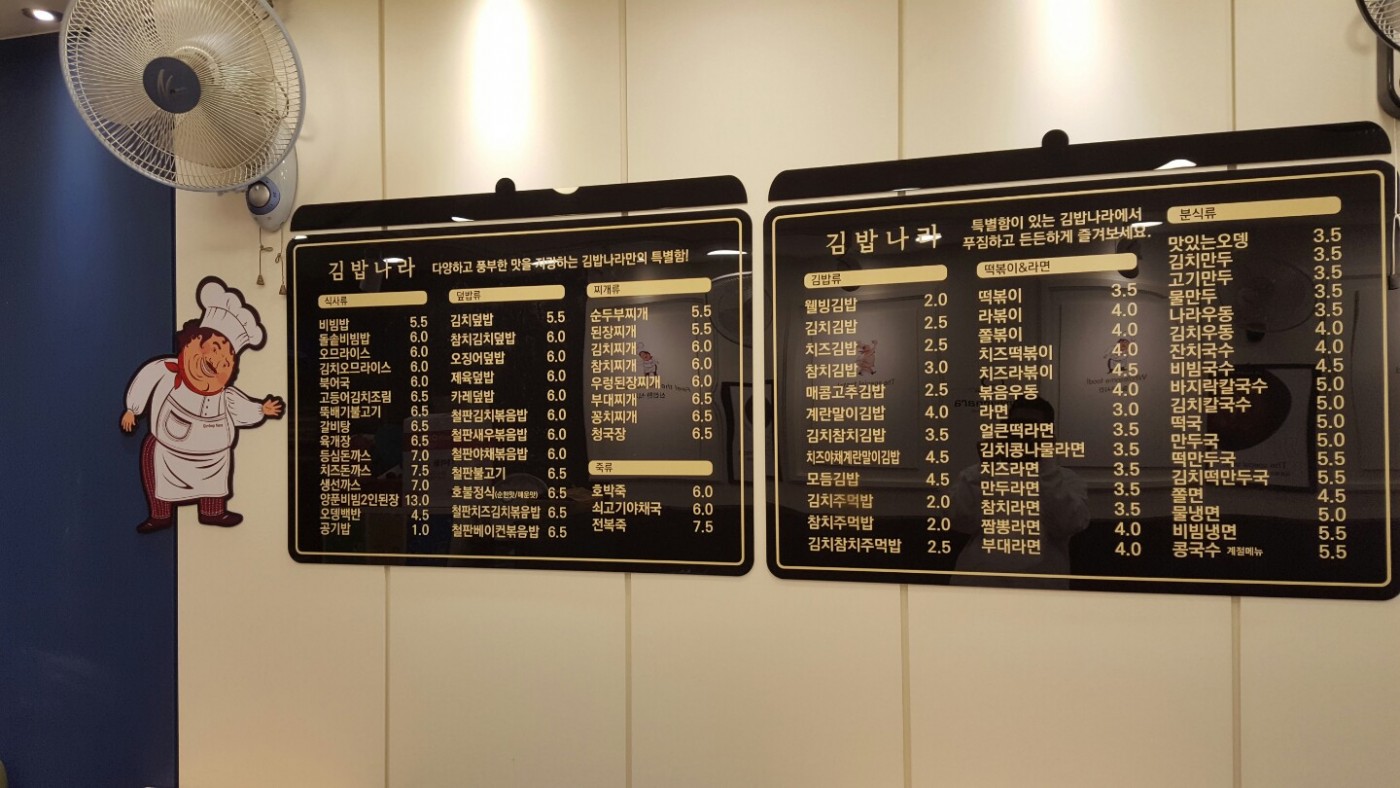 김밥나라 다양하고 풍부한 맛을 자랑하는 김밥나라만의 특별함!
식사류
비빔밥 5.5
돌솥비빔밥 6.0
오므라이스 6.0
김치오므라이스 6.0
북어국 6.0
고등어김치조림 6.5
뚝배기불고기 6.5
갈비탕 6.5
육개장 6.5
등심돈까스 7.0
치즈돈까스 7.5
생선까스 7.0
양푼비빔2인된장 13.0
오뎅백반 4.5
공기밥 1.0
덮밥류
김치덮밥 5.5
참치김치덮밥 6.0
오징어덮밥 6.0
제육덮밥 6.0
카레덮밥 6.0
철판김치볶음밥 6.0
철판새우볶음밥 6.0
철판야채볶음밥 6.0
철판불고기 6.5
호불정식(순한맛/매운맛) 6.5
철판치즈김치볶음밥 6.5
철판베이컨볶음밥 6.5
찌개류
순두부찌개 5.5
된장찌개 5.5
김치찌개 6.0
참치찌개 6.0
우렁된장찌개 6.0
부대찌개 6.5
꽁치찌개 6.5
청국장 6.5
죽류
호박죽 6.0
쇠고기야채국 6.0
전복죽 7.5
김밥나라 특별함이 있는 김밥나라에서
푸짐하고 든든하게 즐겨보세요.
김밥류
웰빙김밥 2.0
김치김밥 2.5
치즈김밥 2.5
참치김밥 3.0
매콤고추김밥 2.5
계란말이김밥 4.0
김치참치김밥 3.5
치즈야채계란말이김밥 4.5
모듬김밥 4.5
김치주먹밥 2.0
참치주먹밥 2.0
김치참치주먹밥 2.5
떡볶이&라면
떡볶이 3.5
라볶이 4.0
쫄볶이 4.0
치즈떡볶이 4.0
치즈라볶이 4.5
볶음우동 4.0
라면 3.0
얼큰떡라면 3.5
김치콩나물라면 3.5
치즈라면 3.5
만두라면 3.5
참치라면 3.5
짬뽕라면 4.0
부대라면 4.0
분식류
맛있는오뎅 3.5
김치만두 3.5
고기만두 3.5
물만두 3.5
나라우동 3.5
김치우동 4.0
잔치국수 4.0
비빔국수 4.5
바지락칼국수 5.0
김치칼국수 5.0
떡국 5.0
만두국 5.0
떡만두국 5.5
김치떡만두국 5.5
쫄면 4.5
물냉면 5.0
비빔냉면 5.5
콩국수 계절메뉴 5.5